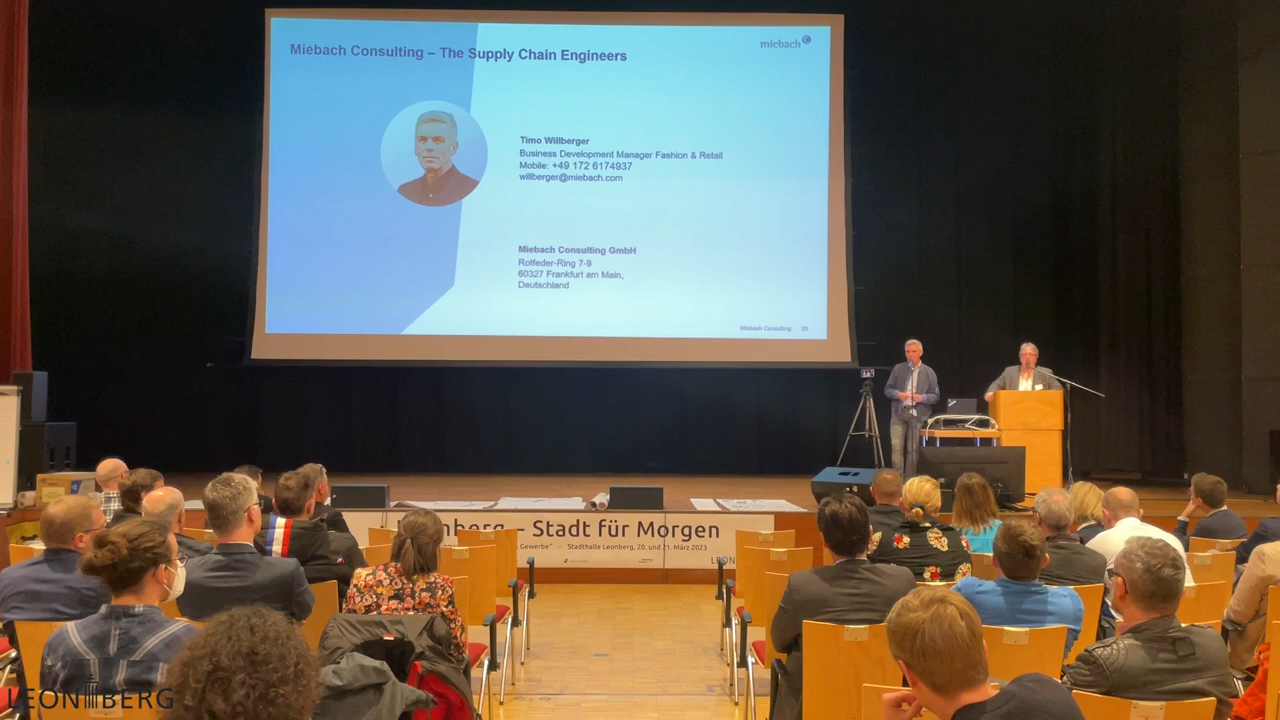 Miebach Consulting – The Supply Chain Engineers
miebach
Timo Willberger
Business Development Manager Fashion & Retail
Mobile: +49 172 6174937
willberger@miebach.com
Miebach Consulting GmbH
Rotfeder-Ring 7-9
60327 Frankfurt am Main,
Deutschland
Miebach Consulting 20
nberg – Stadt für Morgen
Gewerbe" - Stadthalle Leonberg, 20. und 21. März 2023
LEON
LEONBERG